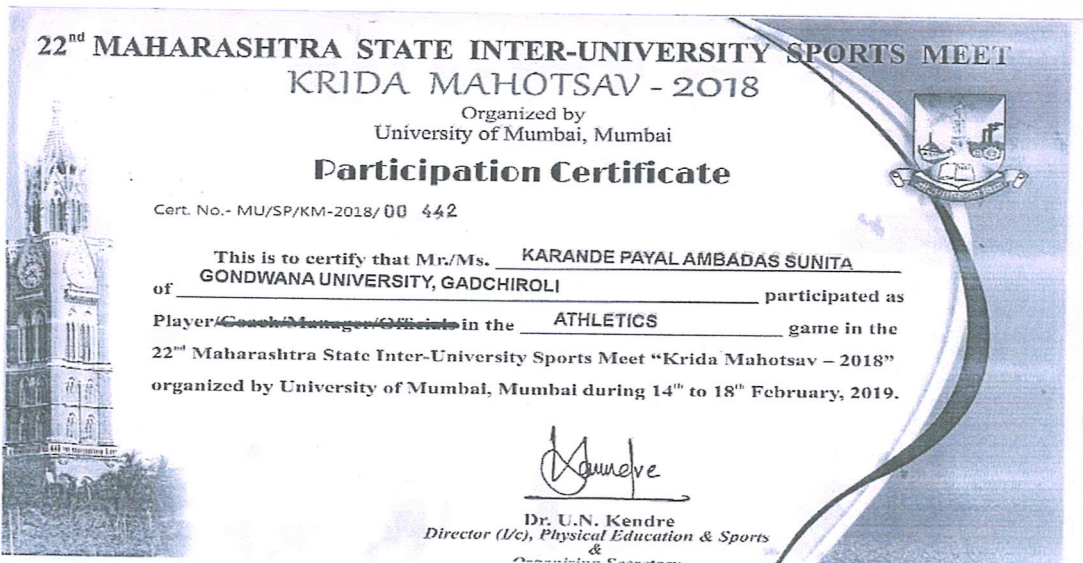 22nd MAHARASHTRA STATE INTER-UNIVERSITY SPORTS MEET
KRIDA MAHOTSAV - 2018
Organized by
University of Mumbai, Mumbai
Participation Certificate
Cert. No.- MU/SP/KM-2018/ 00 442
This is to certify that Mr./Ms. KARANDE PAYAL AMBADAS SUNITA
of GONDWANA UNIVERSITY, GADCHIROLI participated as
Player/Coach/Manager/Officials in the ATHLETICS game in the
22nd Maharashtra State Inter-University Sports Meet “Krida Mahotsav – 2018”
organized by University of Mumbai, Mumbai during 14th to 18th February, 2019.
Dr. U.N. Kendre
Director (I/c), Physical Education & Sports
&
Organising Secretary